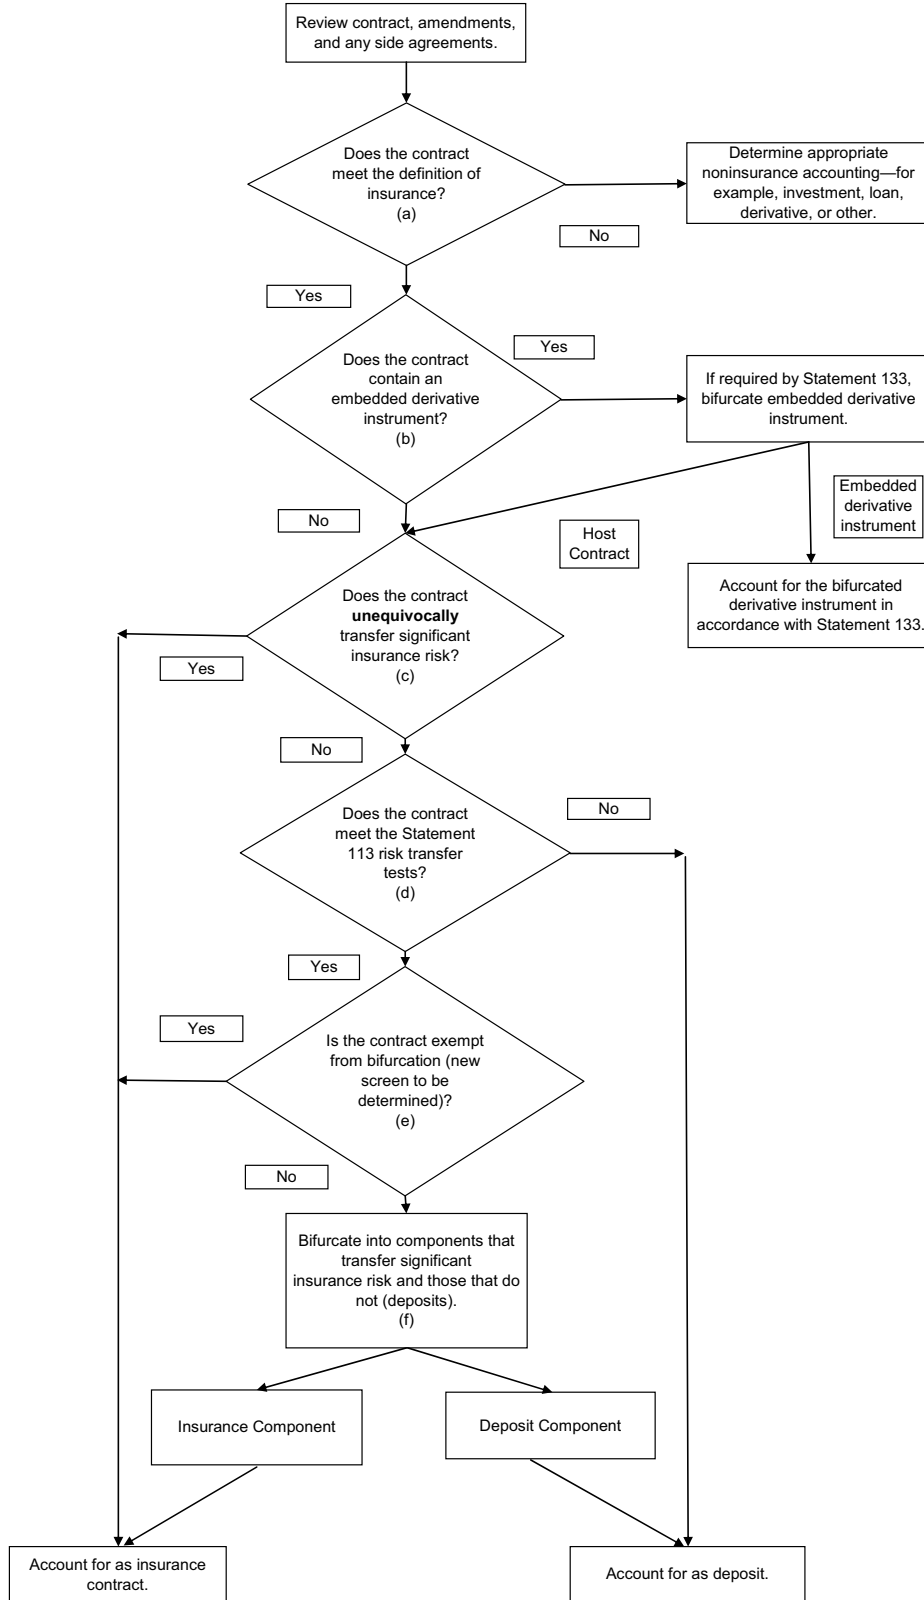 Review contract, amendments,
and any side agreements.
Does the contract
meet the definition of
insurance?
(a)
Determine appropriate
noninsurance accounting—for
example, investment, loan,
derivative, or other.
No
Yes
Does the contract
contain an
embedded derivative
instrument?
(b)
Yes
If required by Statement 133,
bifurcate embedded derivative
instrument.
No
Host
Contract
Embedded
derivative
instrument
Account for the bifurcated
derivative instrument in
accordance with Statement 133.
Does the contract
unequivocally
transfer significant
insurance risk?
(c)
Yes
No
Does the contract
meet the Statement
113 risk transfer
tests?
(d)
No
Yes
Yes
Is the contract exempt
from bifurcation (new
screen to be
determined)?
(e)
No
Bifurcate into components that
transfer significant
insurance risk and those that do
not (deposits).
(f)
Insurance Component
Deposit Component
Account for as insurance
contract.
Account for as deposit.